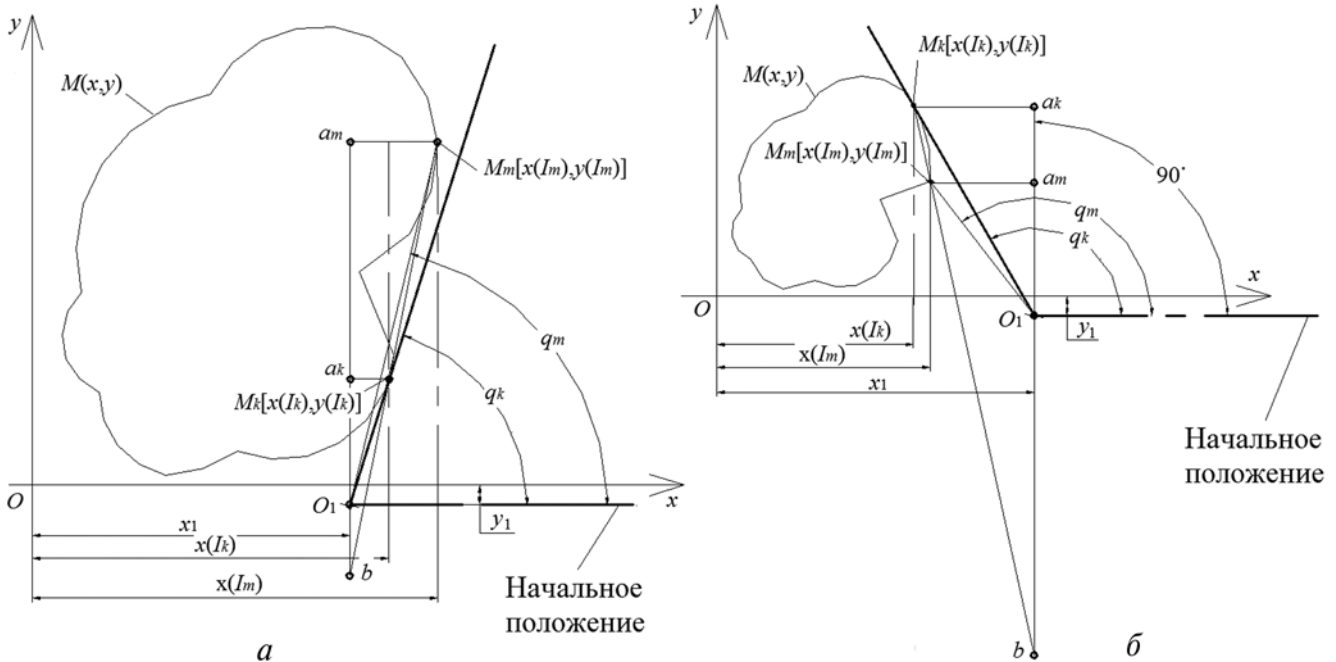 y
M(x,y)
am
Mm[x(Im),y(Im)]
qm
ak
Mk[x(Ik),y(Ik)]
qk
O
O1
x
x1
y1
x(Ik)
b
x(Im)
Начальное
положение
а
y
Mk[x(Ik),y(Ik)]
M(x,y)
ak
Mm[x(Im),y(Im)]
am
90°
qm
qk
x
O
O1
x(Ik)
y1
x(Im)
x1
Начальное
положение
b
б